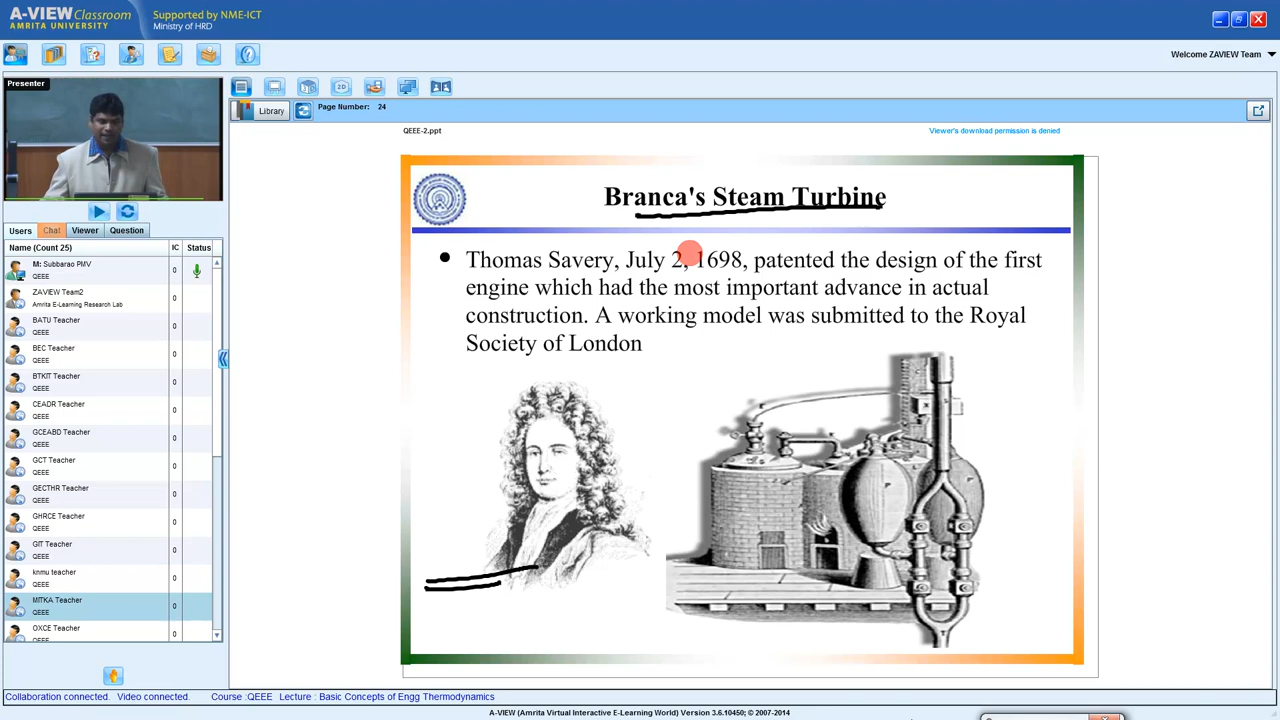 A-VIEW Classroom
AMRITA UNIVERSITY
Supported by NME-ICT
Ministry of HRD
Welcome ZAVIEW Team
Presenter
2D
Library
Page Number: 24
QEEE-2.ppt
Viewer's download permission is denied
Branca's Steam Turbine
• Thomas Savery, July 2, 1698, patented the design of the first
engine which had the most important advance in actual
construction. A working model was submitted to the Royal
Society of London
Users Chat Viewer Question
Name (Count 25) IC Status
M: Subbarao PMV
QEEE 0
ZAVIEW Team2
Amrita E-Learning Research Lab 0
BATU Teacher
QEEE 0
BEC Teacher
QEEE 0
BTKIT Teacher
QEEE 0
CEADR Teacher
QEEE 0
GCEABD Teacher
QEEE 0
GCT Teacher
QEEE 0
GECTHR Teacher
QEEE 0
GHRCE Teacher
QEEE 0
GIT Teacher
QEEE 0
knmu teacher
QEEE 0
MITKA Teacher
QEEE 0
OXCE Teacher
QEEE 0
Collaboration connected. Video connected. Course :QEEE Lecture : Basic Concepts of Engg Thermodynamics
A-VIEW (Amrita Virtual Interactive E-Learning World) Version 3.6.10450; © 2007-2014